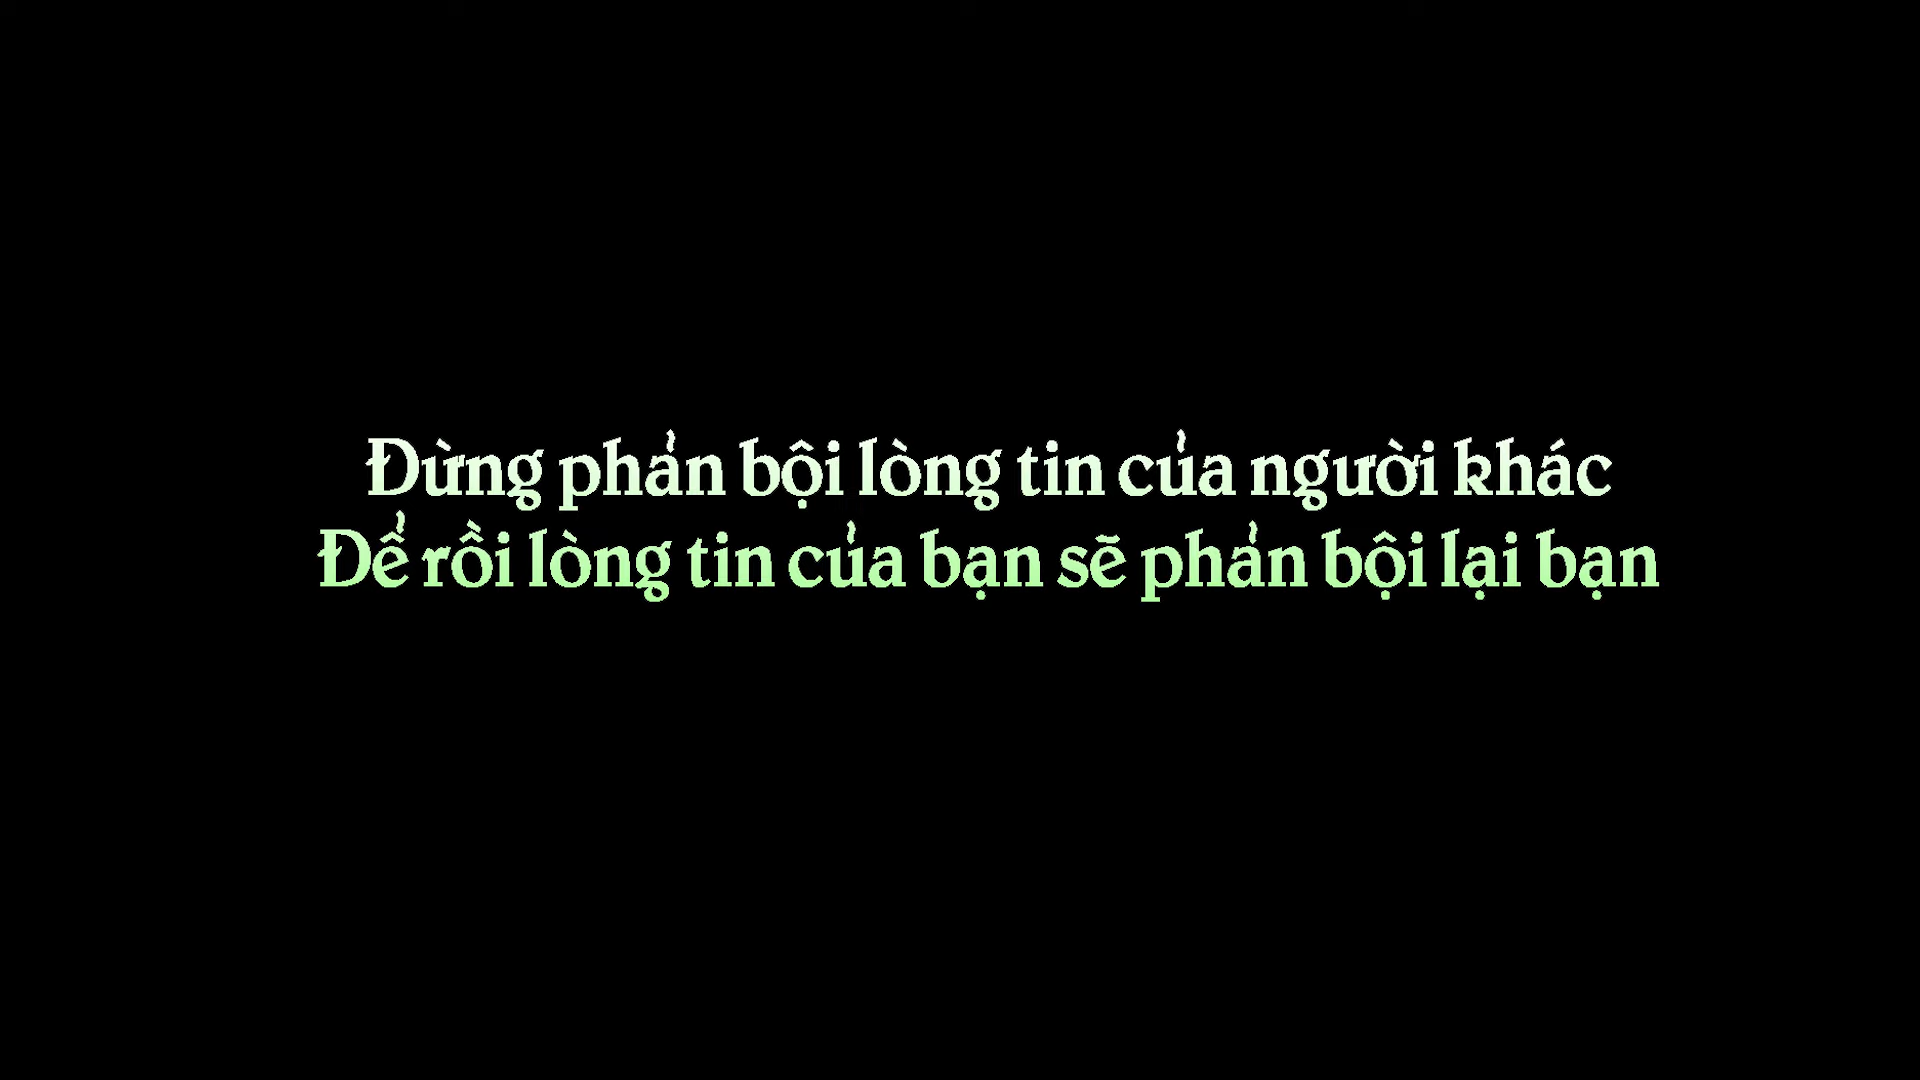 Đừng phản bội lòng tin của người khác
Để rồi lòng tin của bạn sẽ phản bội lại bạn